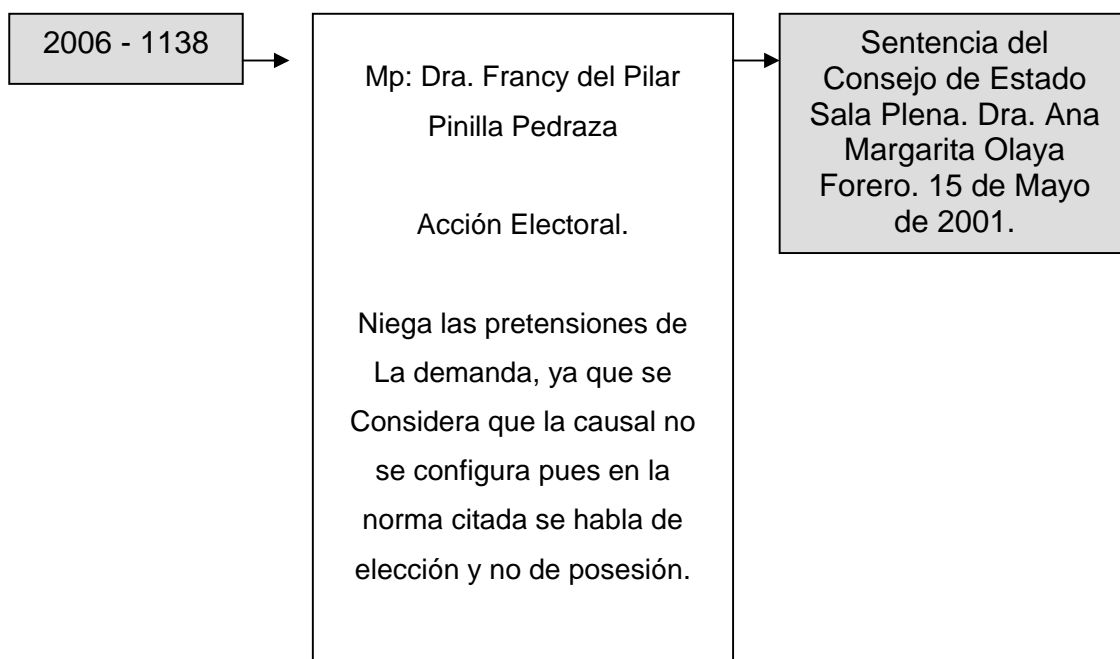 2006 - 1138
Mp: Dra. Francy del Pilar
Pinilla Pedraza
Acción Electoral.
Niega las pretensiones de
La demanda, ya que se
Considera que la causal no
se configura pues en la
norma citada se habla de
elección y no de posesión.
Sentencia del
Consejo de Estado
Sala Plena. Dra. Ana
Margarita Olaya
Forero. 15 de Mayo
de 2001.